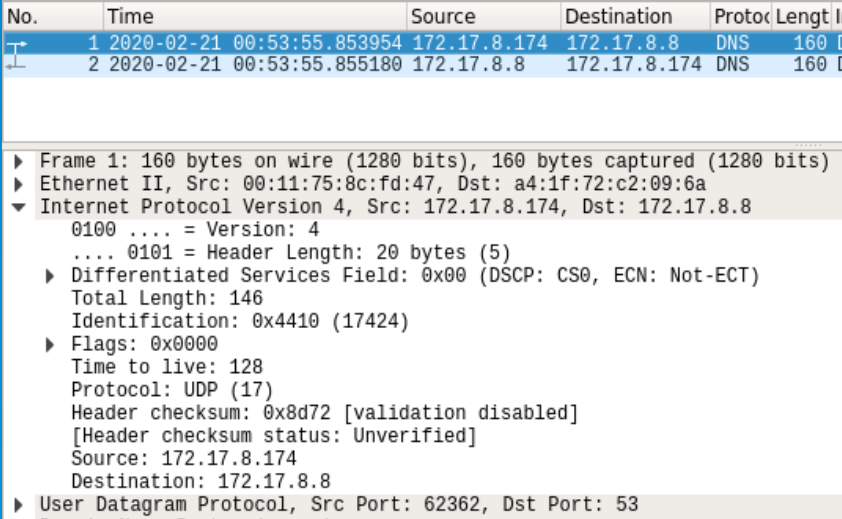 No. Time Source Destination Protoc Lengt
1 2020-02-21 00:53:55.853954 172.17.8.174 172.17.8.8 DNS 160
2 2020-02-21 00:53:55.855180 172.17.8.8 172.17.8.174 DNS 160
Frame 1: 160 bytes on wire (1280 bits), 160 bytes captured (1280 bits)
Ethernet II, Src: 00:11:75:8c:fd:47, Dst: a4:1f:72:c2:09:6a
Internet Protocol Version 4, Src: 172.17.8.174, Dst: 172.17.8.8
0100 .... = Version: 4
.... 0101 = Header Length: 20 bytes (5)
Differentiated Services Field: 0x00 (DSCP: CS0, ECN: Not-ECT)
Total Length: 146
Identification: 0x4410 (17424)
Flags: 0x0000
Time to live: 128
Protocol: UDP (17)
Header checksum: 0x8d72 [validation disabled]
[Header checksum status: Unverified]
Source: 172.17.8.174
Destination: 172.17.8.8
User Datagram Protocol, Src Port: 62362, Dst Port: 53